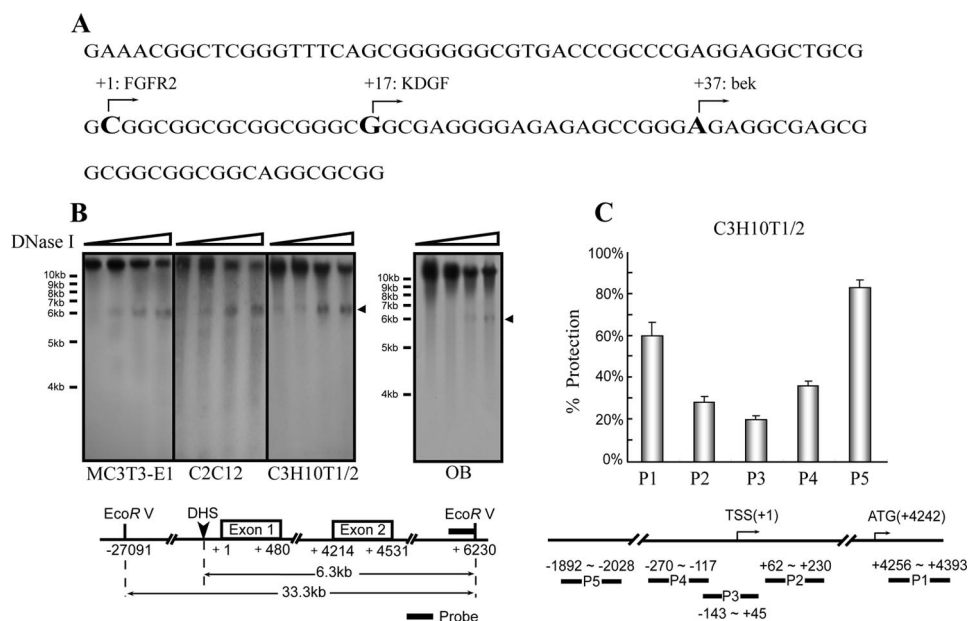 A
GAAACGGCTCGGGTTTCAGCGGGGGGCGTGACCCGCCCGAGGAGGCTGCG
+1: FGFR2 +17: KDGF +37: bek
GCGGCGGCGCGGCGGGCGGCGAGGGGAGAGAGCCGGGAGAGGCGAGCG
GCGGCGGCGGCAGGCGCGG
B
DNase I
10kb
9kb
8kb
7kb
6kb
5kb
4kb
MC3T3-E1 C2C12 C3H10T1/2
10kb
9kb
8kb
7kb
6kb
5kb
4kb
OB
EcoR V DHS Exon 1 Exon 2 EcoR V
-27091 + 1 + 480 + 4214 + 4531 + 6230
6.3kb
33.3kb
Probe
C
C3H10T1/2
% Protection
100%
80%
60%
40%
20%
0%
P1 P2 P3 P4 P5
TSS(+1) ATG(+4242)
-1892 ~ -2028 -270 ~ -117 +62 ~ +230 +4256 ~ +4393
P5 P4 P2 P1
P3
-143 ~ +45